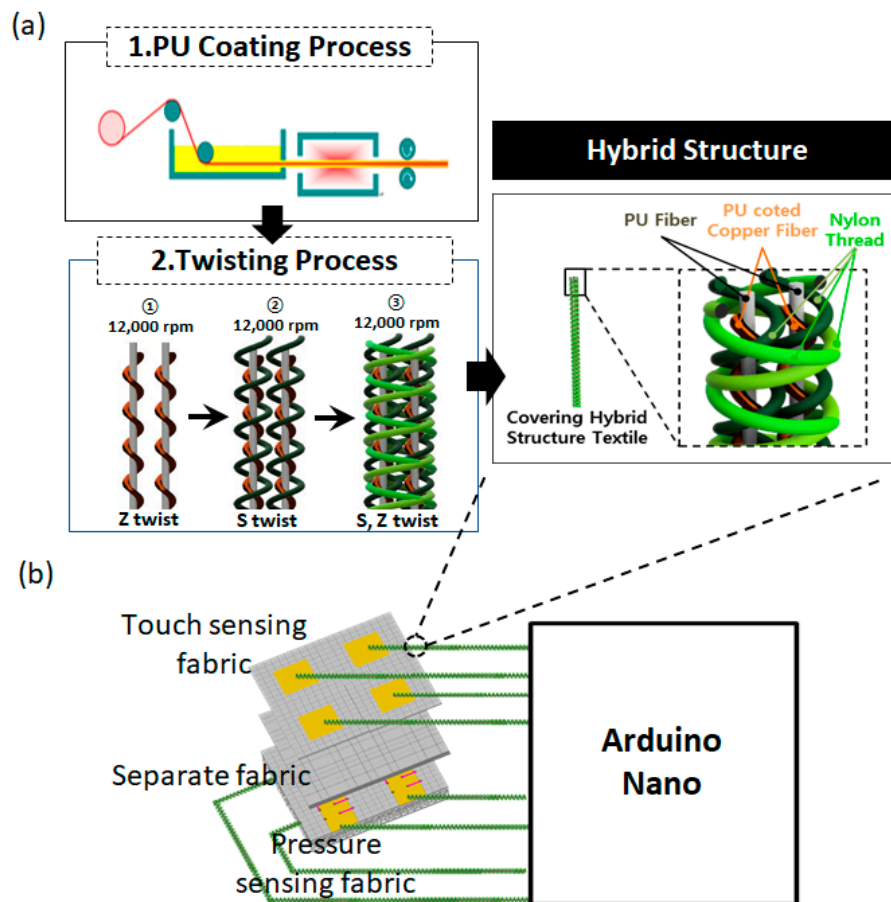 (a)
1.PU Coating Process
2.Twisting Process
①
12,000 rpm
②
12,000 rpm
③
12,000 rpm
Z twist
S twist
S, Z twist
Hybrid Structure
PU Fiber
PU coted
Copper Fiber
Nylon
Thread
Covering Hybrid
Structure Textile
(b)
Touch sensing
fabric
Separate fabric
Pressure
sensing fabric
Arduino
Nano